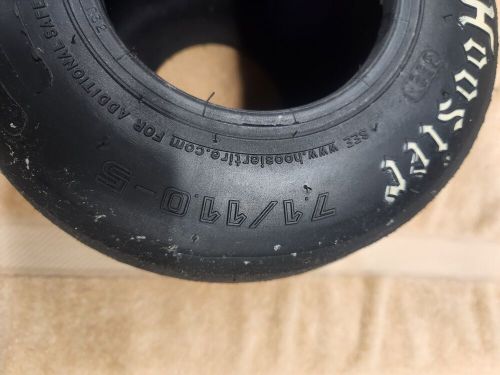 HOOSIER
SEE www.hoosiertire.com FOR ADDITIONAL SAFE
7.1/11.0-5